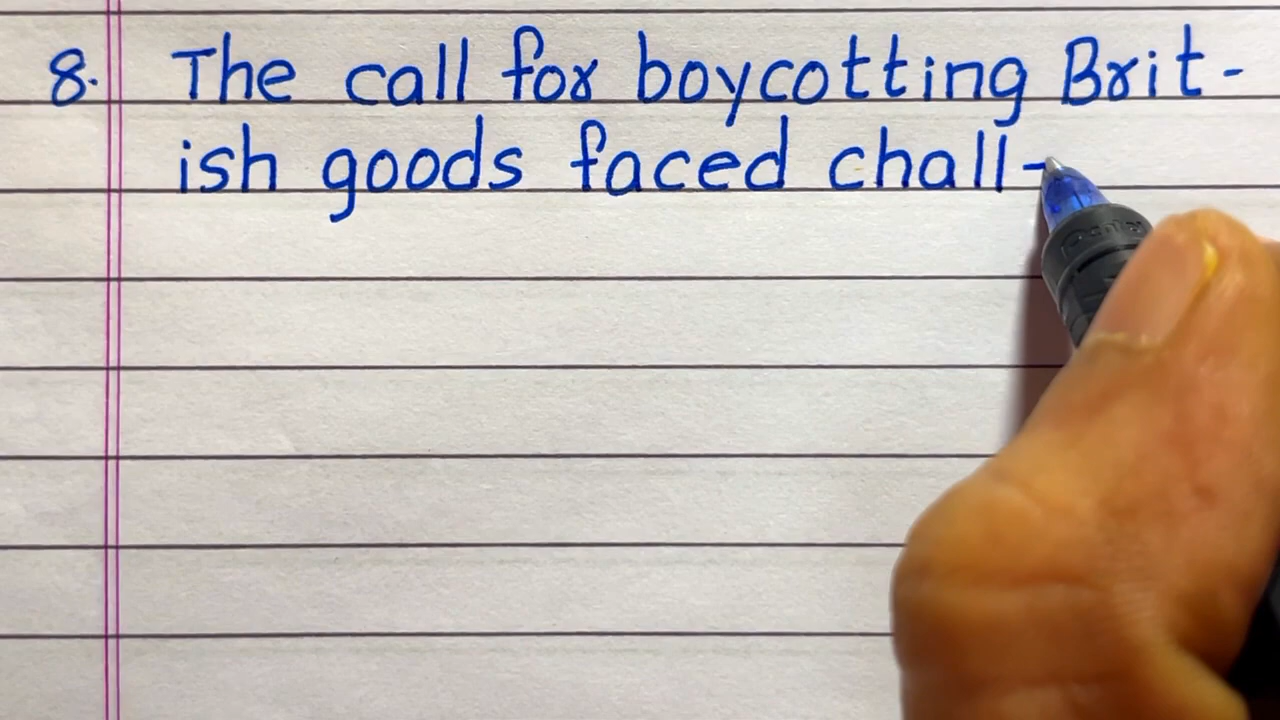 8. The call for boycotting Brit-
ish goods faced chall-